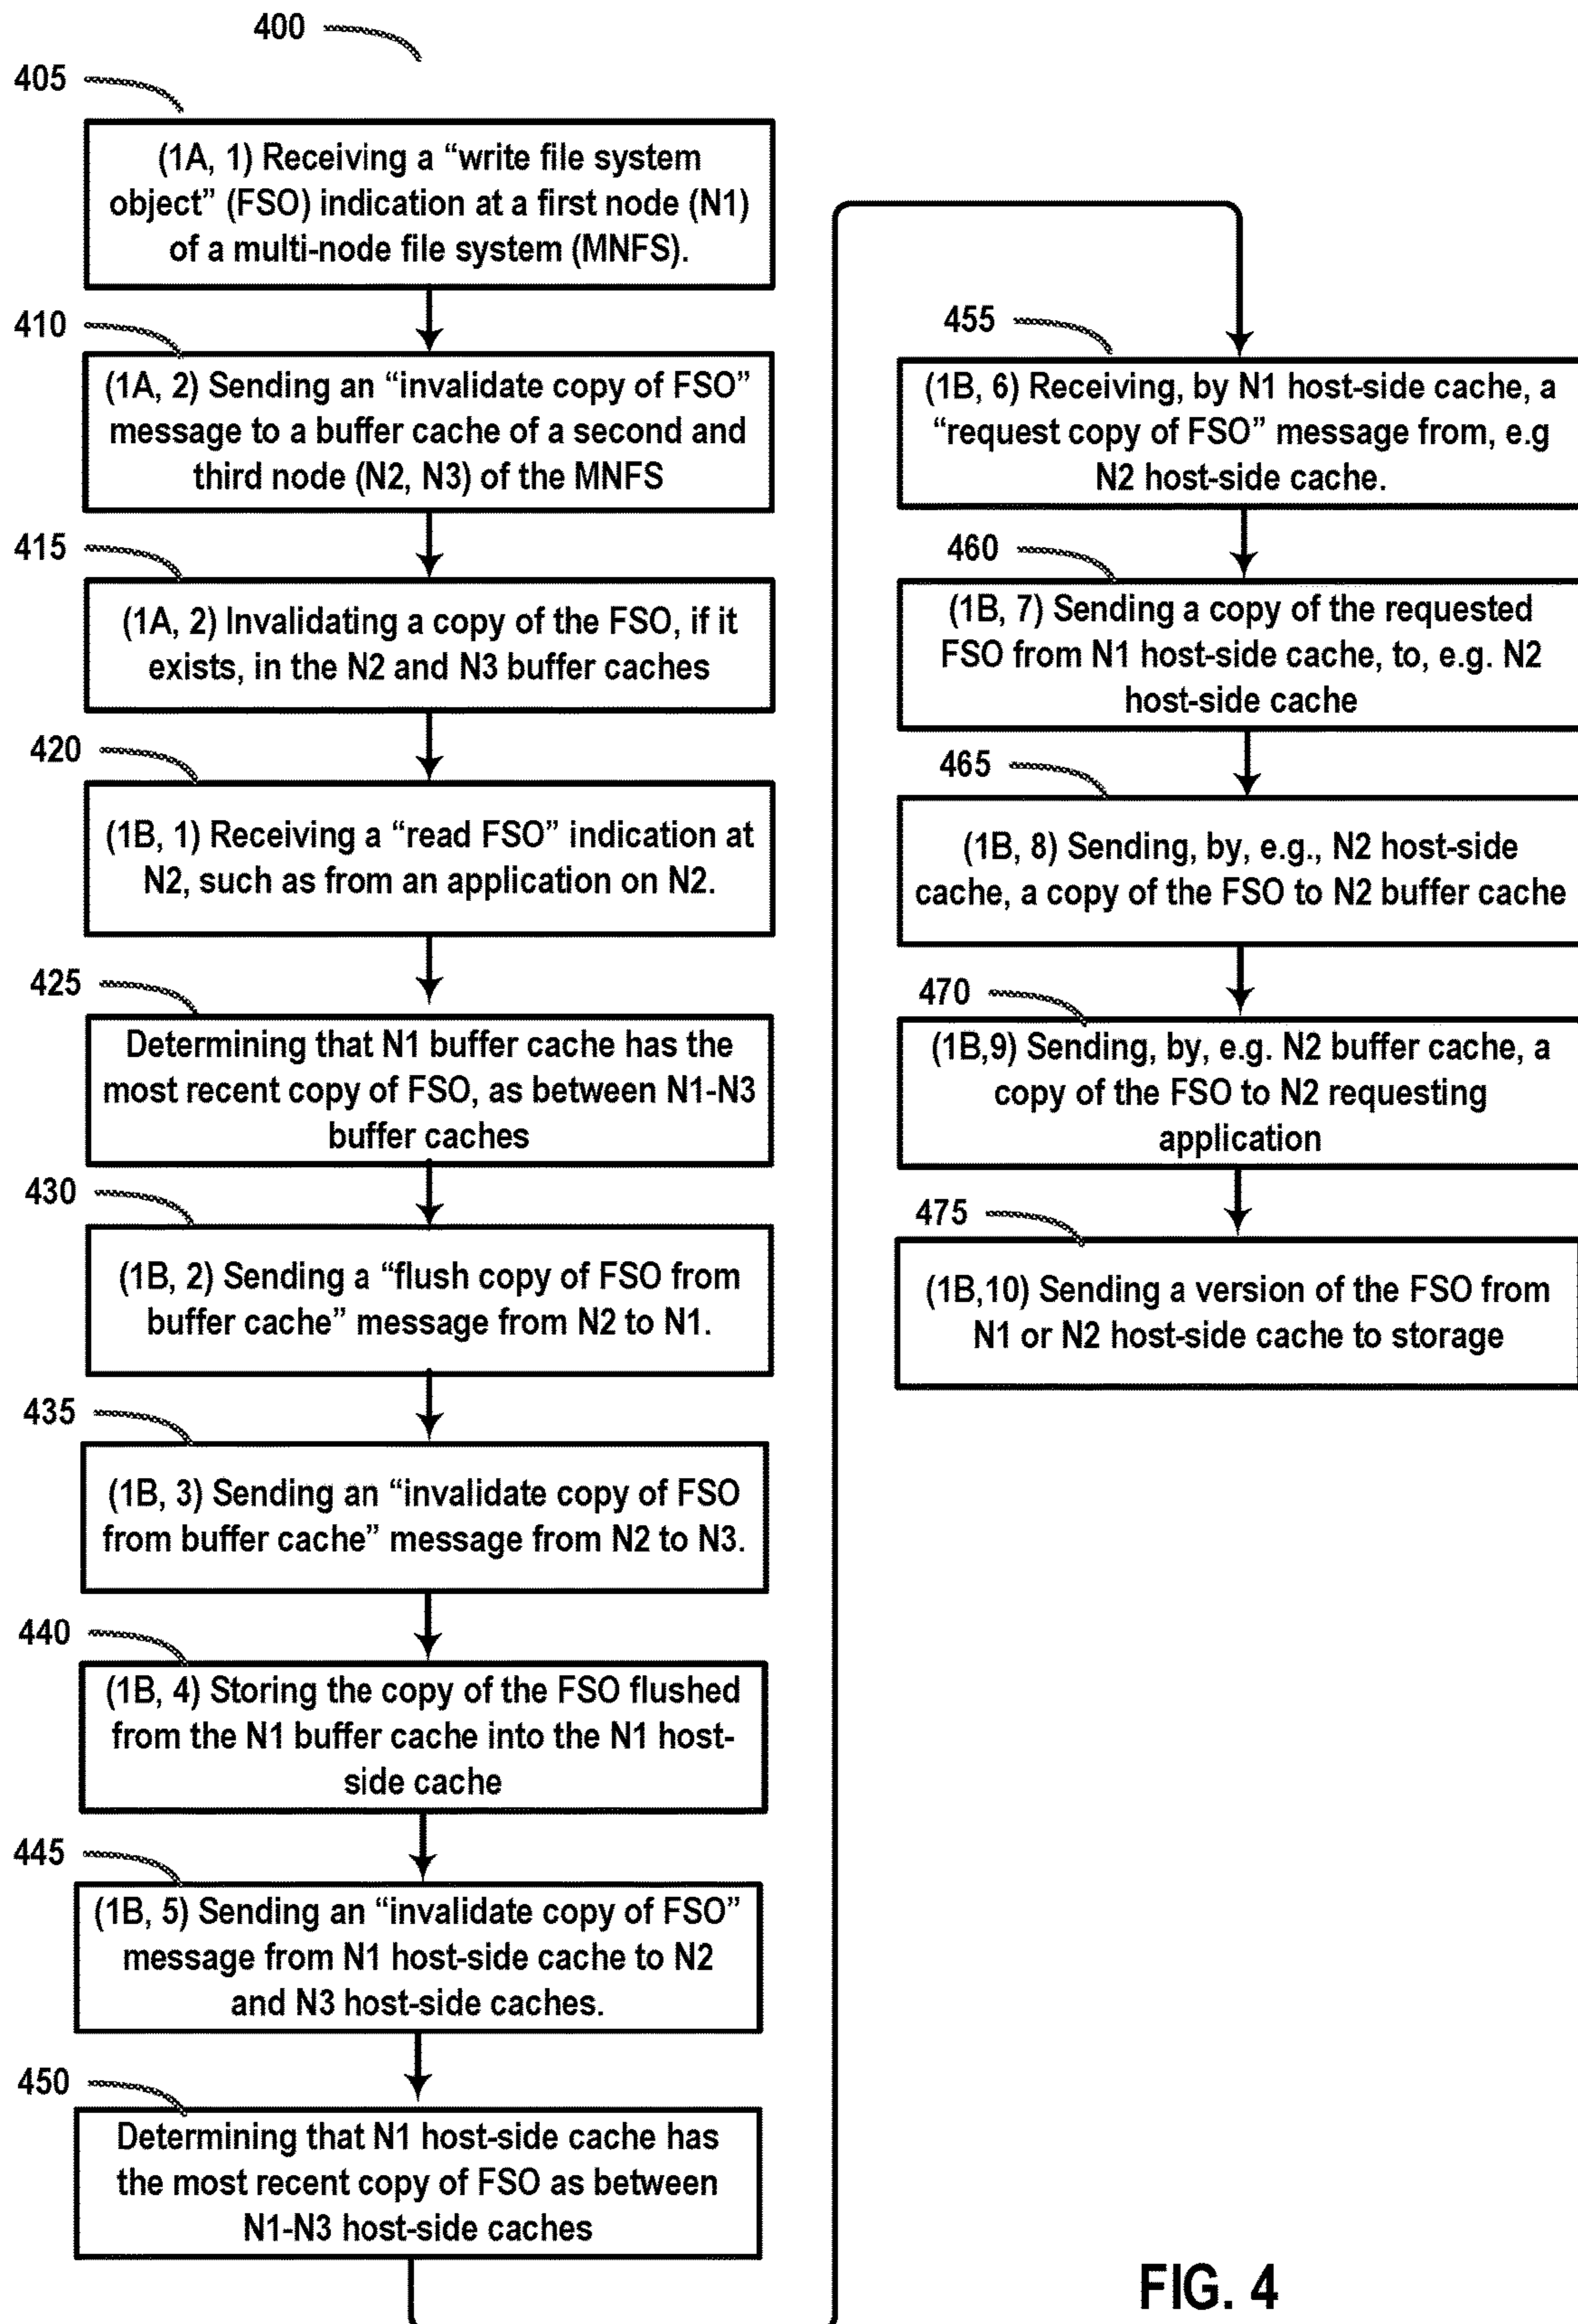 400
405
(1A, 1) Receiving a “write file system
object” (FSO) indication at a first node (N1)
of a multi-node file system (MNFS).
410
(1A, 2) Sending an “invalidate copy of FSO”
message to a buffer cache of a second and
third node (N2, N3) of the MNFS
415
(1A, 2) Invalidating a copy of the FSO, if it
exists, in the N2 and N3 buffer caches
420
(1B, 1) Receiving a “read FSO” indication at
N2, such as from an application on N2.
425
Determining that N1 buffer cache has the
most recent copy of FSO, as between N1-N3
buffer caches
430
(1B, 2) Sending a “flush copy of FSO from
buffer cache” message from N2 to N1.
435
(1B, 3) Sending an “invalidate copy of FSO
from buffer cache” message from N2 to N3.
440
(1B, 4) Storing the copy of the FSO flushed
from the N1 buffer cache into the N1 host-
side cache
445
(1B, 5) Sending an “invalidate copy of FSO”
message from N1 host-side cache to N2
and N3 host-side caches.
450
Determining that N1 host-side cache has
the most recent copy of FSO as between
N1-N3 host-side caches
455
(1B, 6) Receiving, by N1 host-side cache, a
“request copy of FSO” message from, e.g
N2 host-side cache.
460
(1B, 7) Sending a copy of the requested
FSO from N1 host-side cache, to, e.g. N2
host-side cache
465
(1B, 8) Sending, by, e.g., N2 host-side
cache, a copy of the FSO to N2 buffer cache
470
(1B,9) Sending, by, e.g. N2 buffer cache, a
copy of the FSO to N2 requesting
application
475
(1B,10) Sending a version of the FSO from
N1 or N2 host-side cache to storage
FIG. 4